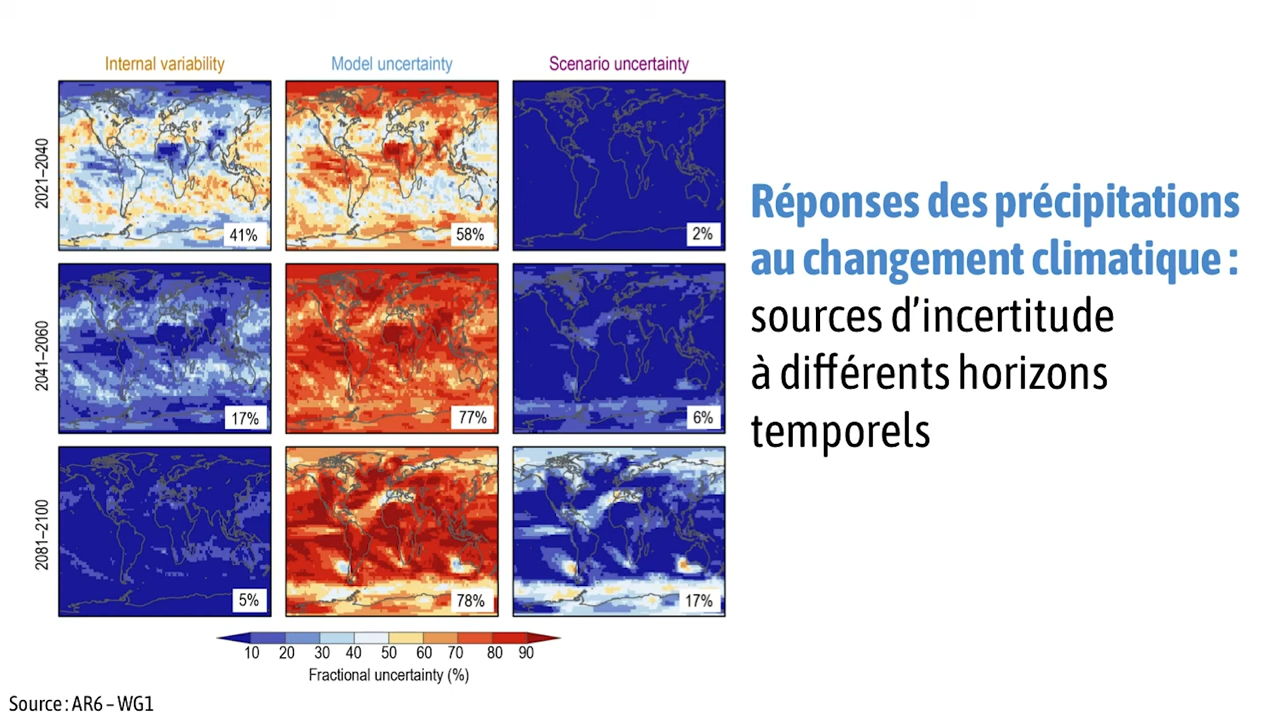 Internal variability
Model uncertainty
Scenario uncertainty
2021–2040
41%
58%
2%
2041–2060
17%
77%
6%
2081–2100
5%
78%
17%
10 20 30 40 50 60 70 80 90
Fractional uncertainty (%)
Réponses des précipitations
au changement climatique :
sources d’incertitude
à différents horizons
temporels
Source : AR6 – WG1